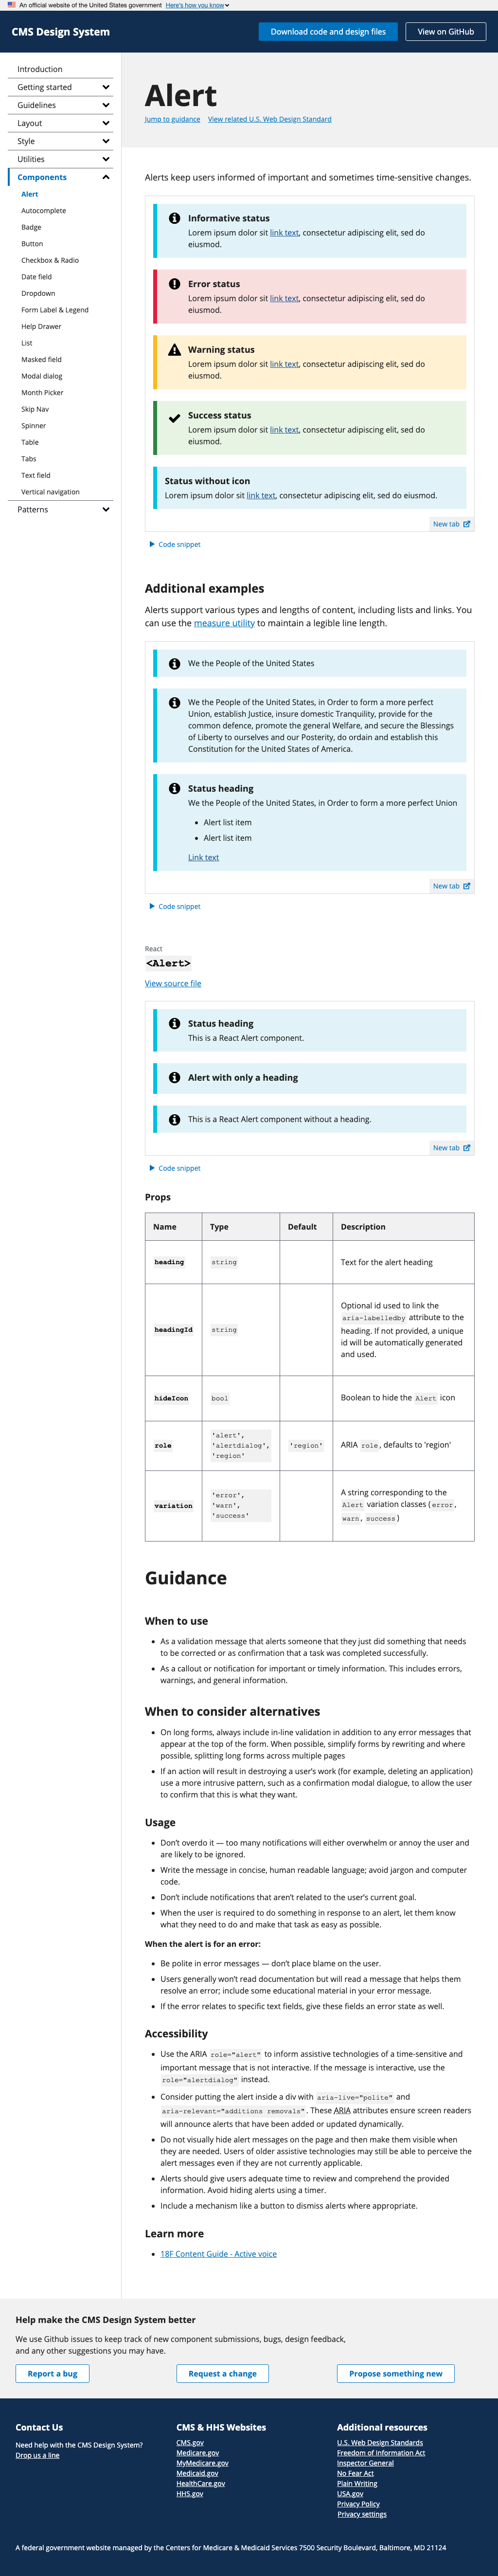 An official website of the United States government Here's how you know
CMS Design System
Download code and design files
View on GitHub
Introduction
Getting started
Guidelines
Layout
Style
Utilities
Components
Alert
Autocomplete
Badge
Button
Checkbox & Radio
Date field
Dropdown
Form Label & Legend
Help Drawer
List
Masked field
Modal dialog
Month Picker
Skip Nav
Spinner
Table
Tabs
Text field
Vertical navigation
Patterns
Alert
Jump to guidance View related U.S. Web Design Standard
Alerts keep users informed of important and sometimes time-sensitive changes.
Informative status
Lorem ipsum dolor sit link text, consectetur adipiscing elit, sed do
eiusmod.
Error status
Lorem ipsum dolor sit link text, consectetur adipiscing elit, sed do
eiusmod.
Warning status
Lorem ipsum dolor sit link text, consectetur adipiscing elit, sed do
eiusmod.
Success status
Lorem ipsum dolor sit link text, consectetur adipiscing elit, sed do
eiusmod.
Status without icon
Lorem ipsum dolor sit link text, consectetur adipiscing elit, sed do eiusmod.
New tab
Code snippet
Additional examples
Alerts support various types and lengths of content, including lists and links. You
can use the measure utility to maintain a legible line length.
We the People of the United States
We the People of the United States, in Order to form a more perfect
Union, establish Justice, insure domestic Tranquility, provide for the
common defence, promote the general Welfare, and secure the Blessings
of Liberty to ourselves and our Posterity, do ordain and establish this
Constitution for the United States of America.
Status heading
We the People of the United States, in Order to form a more perfect Union
• Alert list item
• Alert list item
Link text
New tab
Code snippet
React
<Alert>
View source file
Status heading
This is a React Alert component.
Alert with only a heading
This is a React Alert component without a heading.
New tab
Code snippet
Props
Name Type Default Description
heading string Text for the alert heading
headingId string Optional id used to link the
aria-labelledby attribute to the
heading. If not provided, a unique
id will be automatically generated
and used.
hideIcon bool Boolean to hide the Alert icon
role 'alert',
'alertdialog',
'region'
'region'
ARIA role, defaults to 'region'
variation 'error',
'warn',
'success'
A string corresponding to the
Alert variation classes (error,
warn, success)
Guidance
When to use
• As a validation message that alerts someone that they just did something that needs
to be corrected or as confirmation that a task was completed successfully.
• As a callout or notification for important or timely information. This includes errors,
warnings, and general information.
When to consider alternatives
• On long forms, always include in-line validation in addition to any error messages that
appear at the top of the form. When possible, simplify forms by rewriting and where
possible, splitting long forms across multiple pages
• If an action will result in destroying a user's work (for example, deleting an application)
use a more intrusive pattern, such as a confirmation modal dialogue, to allow the user
to confirm that this is what they want.
Usage
• Don't overdo it — too many notifications will either overwhelm or annoy the user and
are likely to be ignored.
• Write the message in concise, human readable language; avoid jargon and computer
code.
• Don't include notifications that aren't related to the user's current goal.
• When the user is required to do something in response to an alert, let them know
what they need to do and make that task as easy as possible.
When the alert is for an error:
• Be polite in error messages — don't place blame on the user.
• Users generally won't read documentation but will read a message that helps them
resolve an error; include some educational material in your error message.
• If the error relates to specific text fields, give these fields an error state as well.
Accessibility
• Use the ARIA role="alert" to inform assistive technologies of a time-sensitive and
important message that is not interactive. If the message is interactive, use the
role="alertdialog" instead.
• Consider putting the alert inside a div with aria-live="polite" and
aria-relevant="additions removals". These ARIA attributes ensure screen readers
will announce alerts that have been added or updated dynamically.
• Do not visually hide alert messages on the page and then make them visible when
they are needed. Users of older assistive technologies may still be able to perceive the
alert messages even if they are not currently applicable.
• Alerts should give users adequate time to review and comprehend the provided
information. Avoid hiding alerts using a timer.
• Include a mechanism like a button to dismiss alerts where appropriate.
Learn more
• 18F Content Guide - Active voice
Help make the CMS Design System better
We use Github issues to keep track of new component submissions, bugs, design feedback,
and any other suggestions you may have.
Report a bug
Request a change
Propose something new
Contact Us
Need help with the CMS Design System?
Drop us a line
CMS & HHS Websites
CMS.gov
Medicare.gov
MyMedicare.gov
Medicaid.gov
HealthCare.gov
HHS.gov
Additional resources
U.S. Web Design Standards
Freedom of Information Act
Inspector General
No Fear Act
Plain Writing
USA.gov
Privacy Policy
Privacy settings
A federal government website managed by the Centers for Medicare & Medicaid Services 7500 Security Boulevard, Baltimore, MD 21124